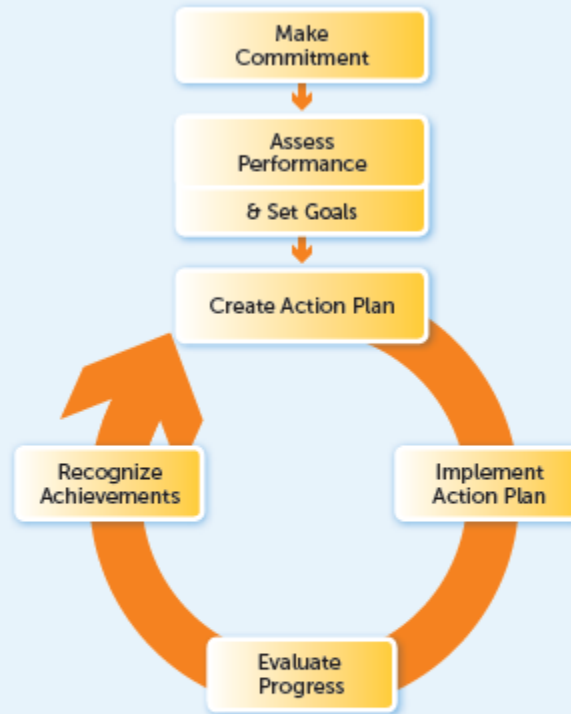 Make
Commitment
Assess
Performance
& Set Goals
Create Action Plan
Recognize
Achievements
Implement
Action Plan
Evaluate
Progress